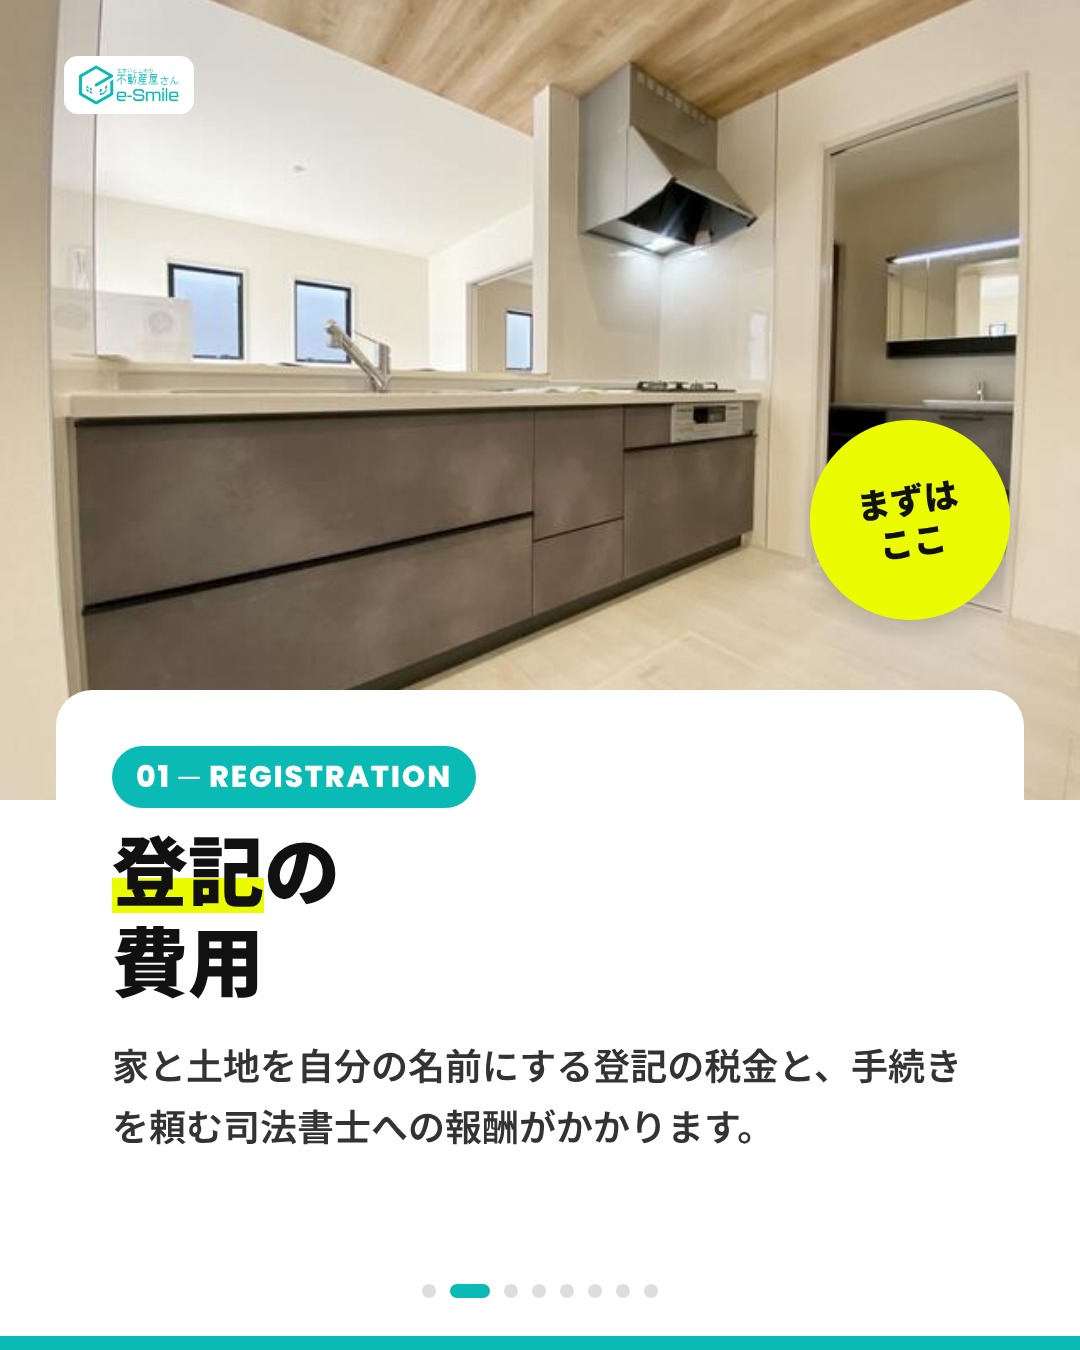 不動産屋さん
e-Smile
まずは
ここ
01 — REGISTRATION
登記の
費用
家と土地を自分の名前にする登記の税金と、手続き
を頼む司法書士への報酬がかかります。